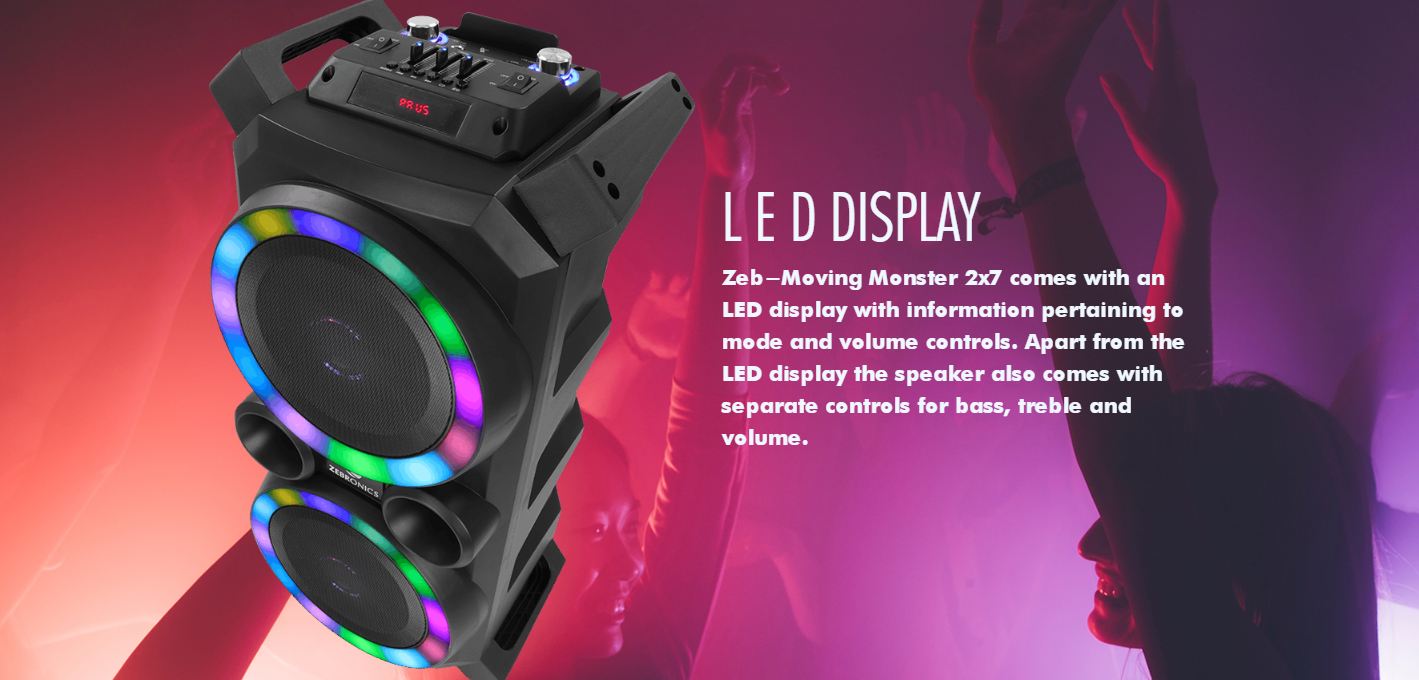 PAUS
L E D DISPLAY
Zeb–Moving Monster 2x7 comes with an
LED display with information pertaining to
mode and volume controls. Apart from the
LED display the speaker also comes with
separate controls for bass, treble and
volume.
ZEBRONICS